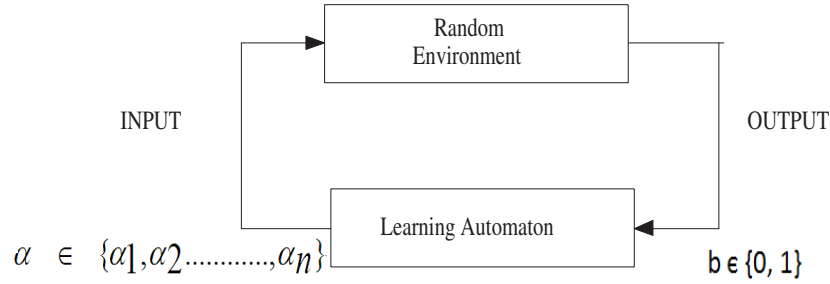 Random
Environment
INPUT
OUTPUT
Learning Automaton
α ∈ {α1,α2............,αn}
b ϵ {0, 1}